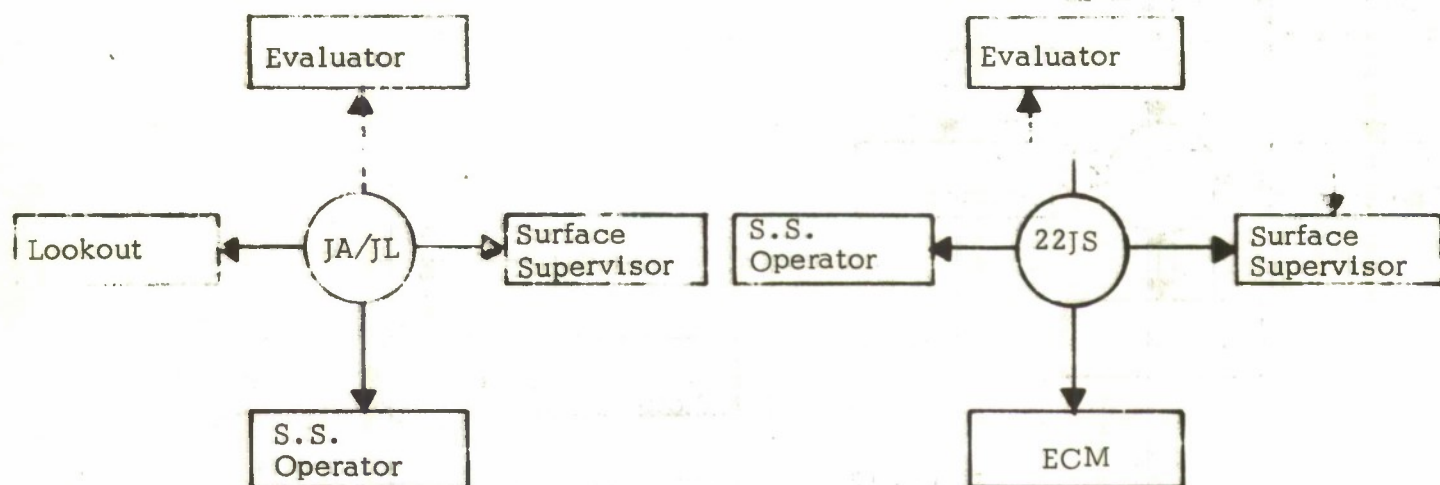 Evaluator
Lookout
JA/JL
Surface
Supervisor
S.S.
Operator
Evaluator
S.S.
Operator
22JS
Surface
Supervisor
ECM